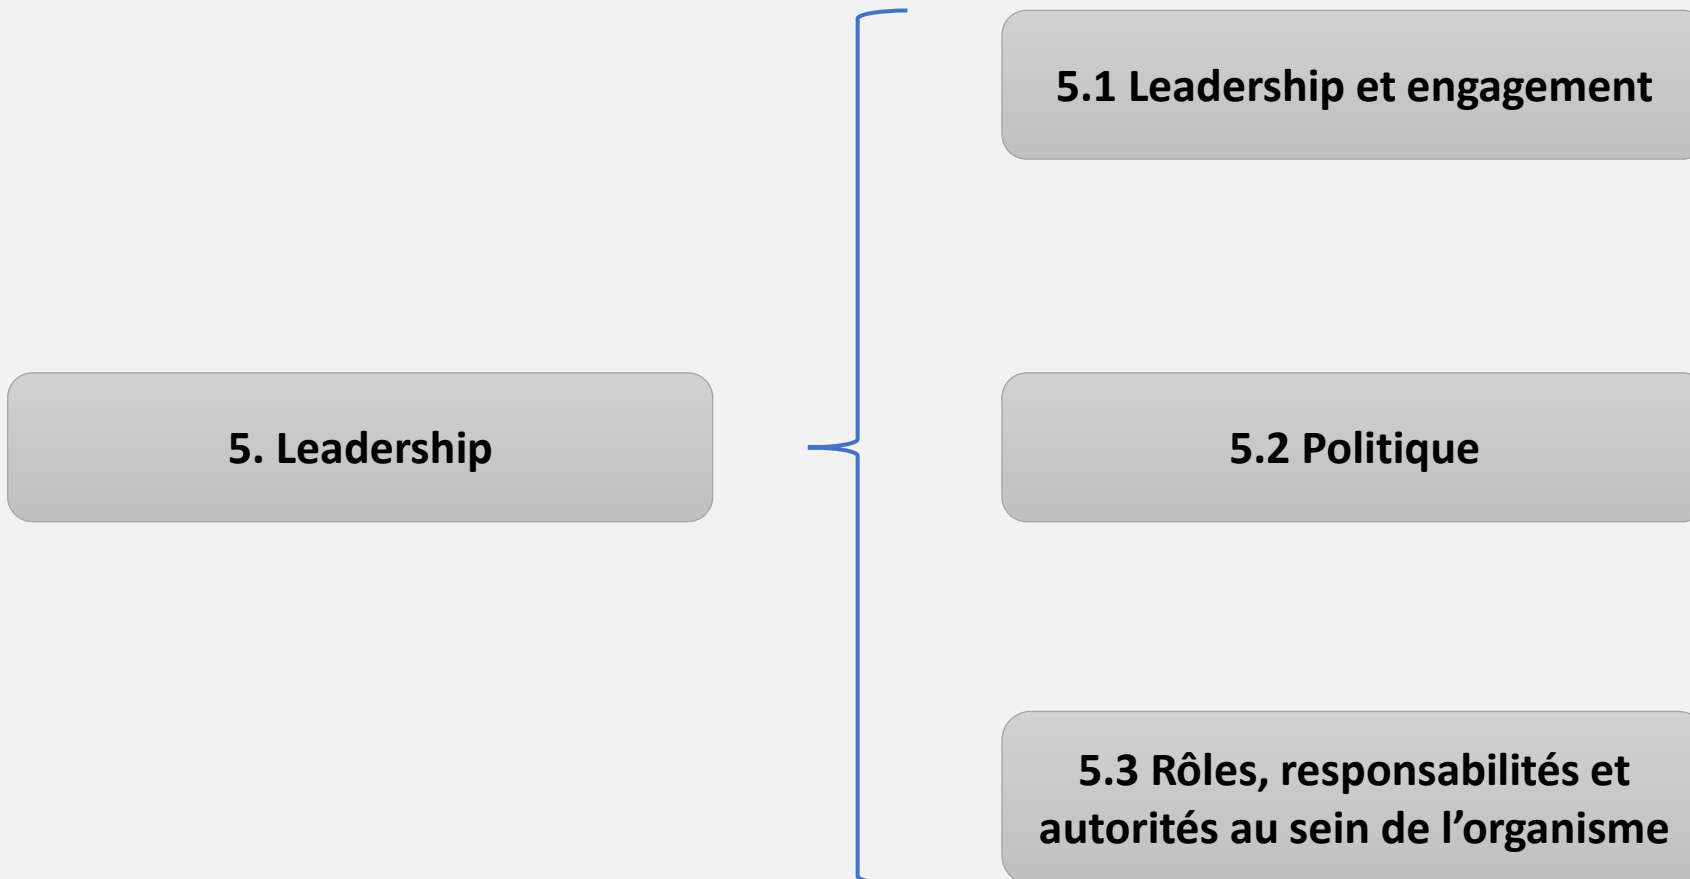 5. Leadership
5.1 Leadership et engagement
5.2 Politique
5.3 Rôles, responsabilités et
autorités au sein de l’organisme